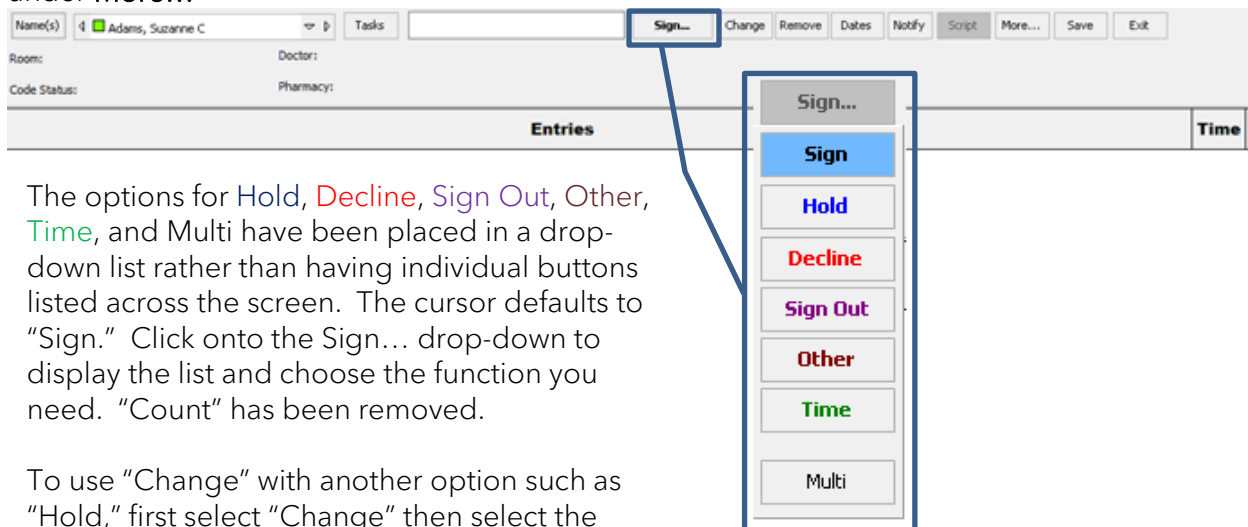 under More...
Name(s) Adams, Suzanne C Tasks Sign... Change Remove Dates Notify Script More... Save Exit
Room: Doctor:
Code Status: Pharmacy:
Entries Time
Sign...
Sign
Hold
Decline
Sign Out
Other
Time
Multi
The options for Hold, Decline, Sign Out, Other,
Time, and Multi have been placed in a drop-
down list rather than having individual buttons
listed across the screen.  The cursor defaults to
“Sign.”  Click onto the Sign… drop-down to
display the list and choose the function you
need.  “Count” has been removed.
To use “Change” with another option such as
“Hold,” first select “Change” then select the